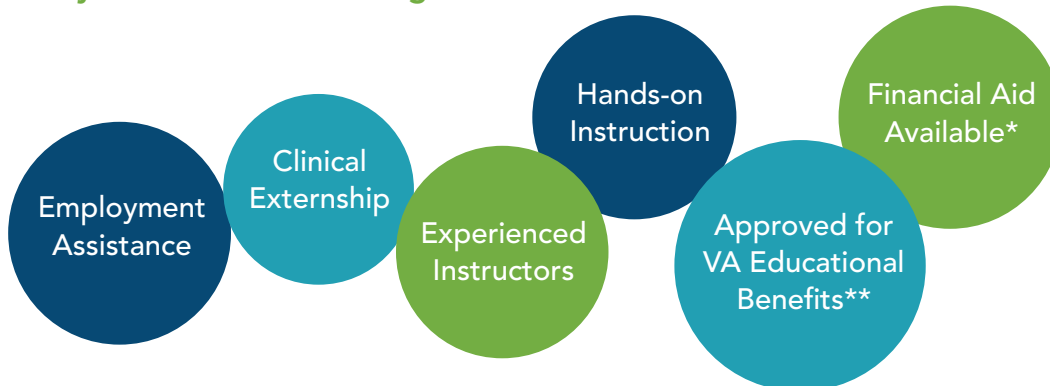 Employment
Assistance
Clinical
Externship
Experienced
Instructors
Hands-on
Instruction
Approved for
VA Educational
Benefits**
Financial Aid
Available*